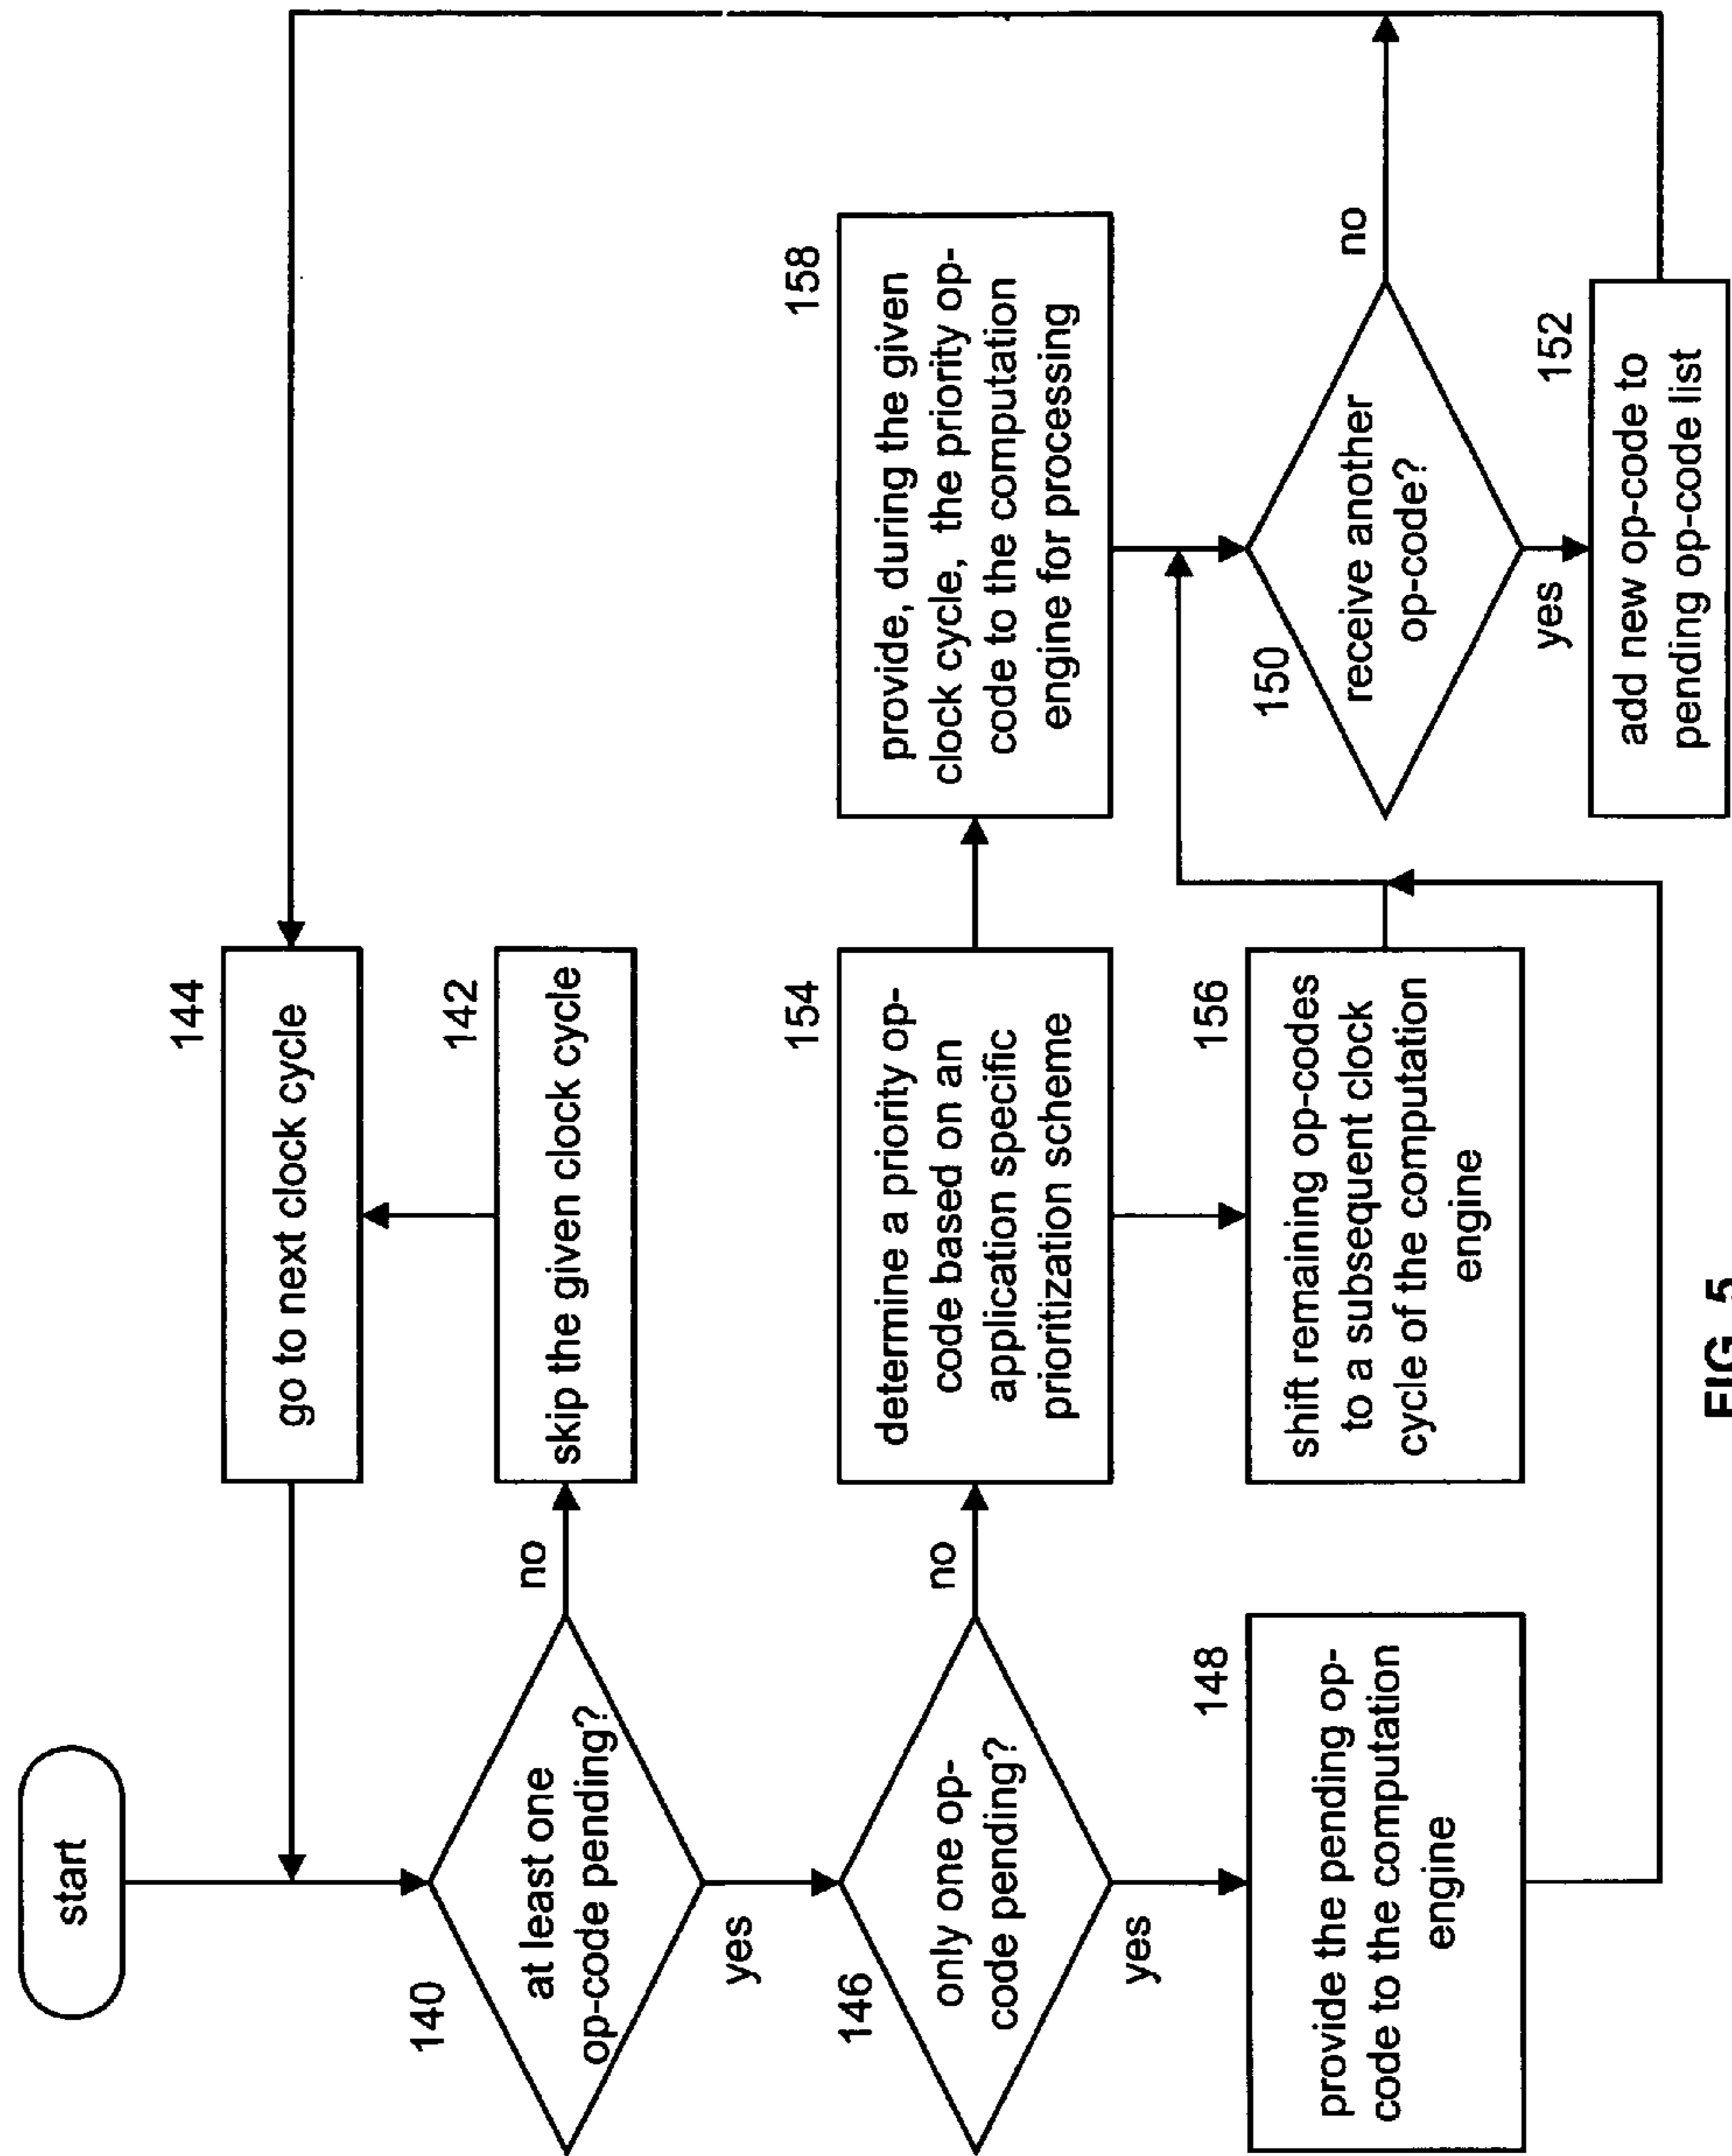 start
144
go to next clock cycle
140
at least one
op-code pending?
no
142
skip the given clock cycle
yes
146
only one op-
code pending?
no
154
determine a priority op-
code based on an
application specific
prioritization scheme
158
provide, during the given
clock cycle, the priority op-
code to the computation
engine for processing
yes
148
provide the pending op-
code to the computation
engine
156
shift remaining op-codes
to a subsequent clock
cycle of the computation
engine
150
receive another
op-code?
no
yes
152
add new op-code to
pending op-code list
FIG. 5